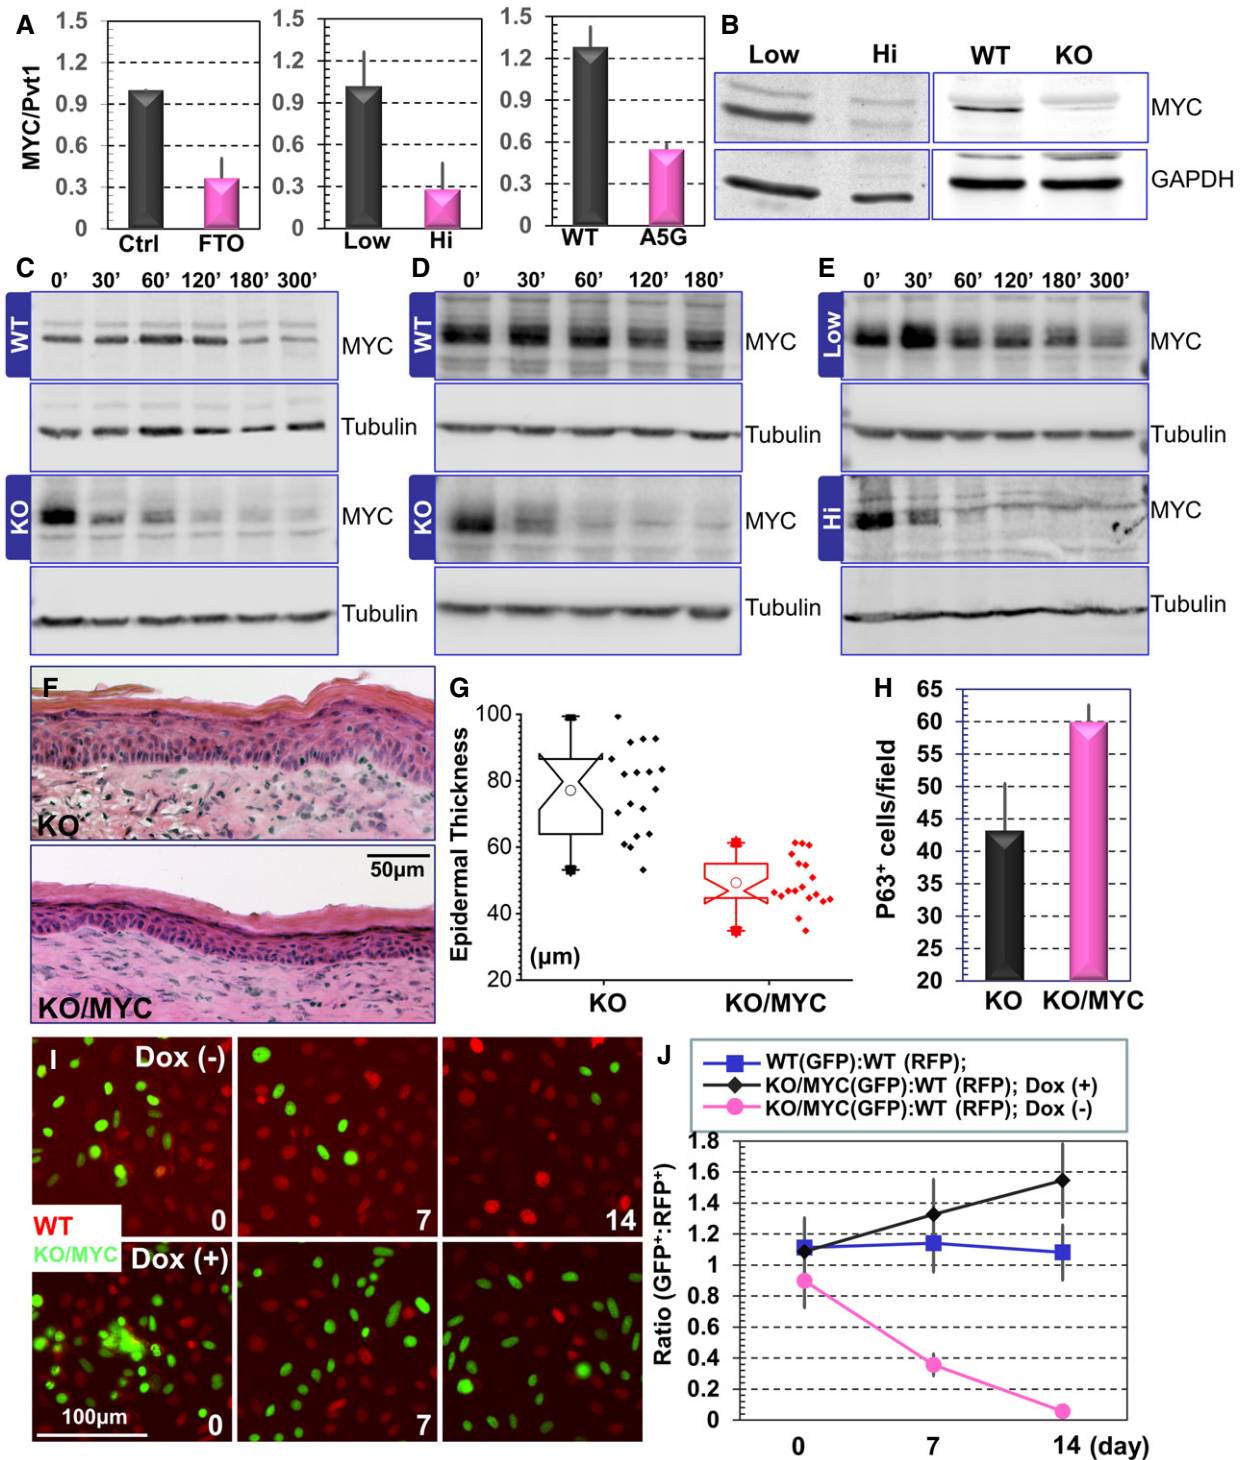 A
MYC/Pvt1
1.5
1.2
0.9
0.6
0.3
0
Ctrl FTO
1.5
1.2
0.9
0.6
0.3
0
Low Hi
1.5
1.2
0.9
0.6
0.3
0
WT A5G
B
Low Hi WT KO
MYC
GAPDH
C
0’ 30’ 60’ 120’ 180’ 300’
WT
MYC
Tubulin
KO
MYC
Tubulin
D
0’ 30’ 60’ 120’ 180’
WT
MYC
Tubulin
KO
MYC
Tubulin
E
0’ 30’ 60’ 120’ 180’ 300’
Low
MYC
Tubulin
Hi
MYC
Tubulin
F
KO
50µm
KO/MYC
G
Epidermal Thickness
100
80
60
40
20
(µm)
KO KO/MYC
H
P63⁺ cells/field
65
60
55
50
45
40
35
30
25
20
KO KO/MYC
I
Dox (-)
0 7 14
WT
KO/MYC
Dox (+)
100µm
0 7
J
WT(GFP):WT (RFP);
KO/MYC(GFP):WT (RFP); Dox (+)
KO/MYC(GFP):WT (RFP); Dox (-)
Ratio (GFP⁺:RFP⁺)
1.8
1.6
1.4
1.2
1
0.8
0.6
0.4
0.2
0
0 7 14 (day)